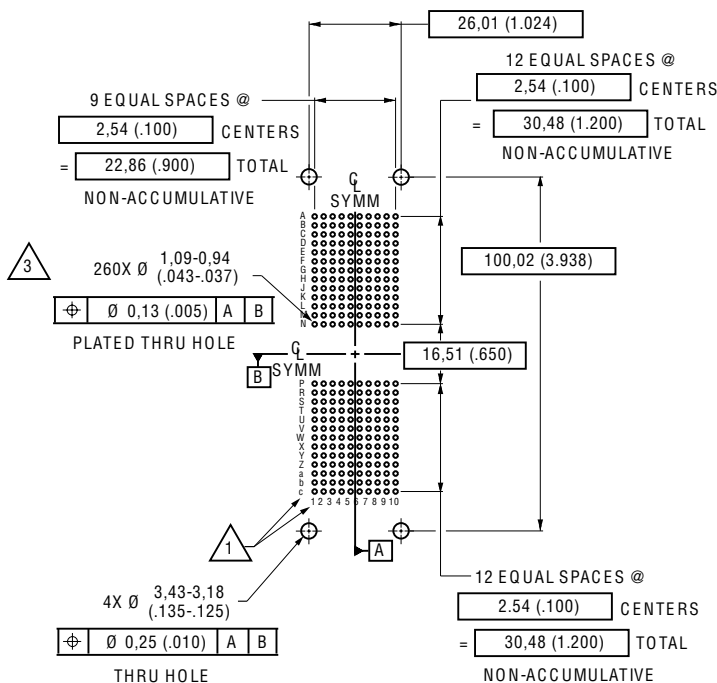 26,01 (1.024)
12 EQUAL SPACES @
2,54 (.100) CENTERS
= 30,48 (1.200) TOTAL
NON-ACCUMULATIVE
9 EQUAL SPACES @
2,54 (.100) CENTERS
= 22,86 (.900) TOTAL
NON-ACCUMULATIVE
CL
SYMM
A
B
C
D
E
F
G
H
J
K
L
M
N
3
260X Ø 1,09-0,94
(.043-.037)
⌖ Ø 0,13 (.005) A B
PLATED THRU HOLE
100,02 (3.938)
16,51 (.650)
CL
SYMM
B
P
R
S
T
U
V
W
X
Y
Z
a
b
c
1 2 3 4 5 6 7 8 9 10
1
A
4X Ø 3,43-3,18
(.135-.125)
⌖ Ø 0,25 (.010) A B
THRU HOLE
12 EQUAL SPACES @
2.54 (.100) CENTERS
= 30,48 (1.200) TOTAL
NON-ACCUMULATIVE